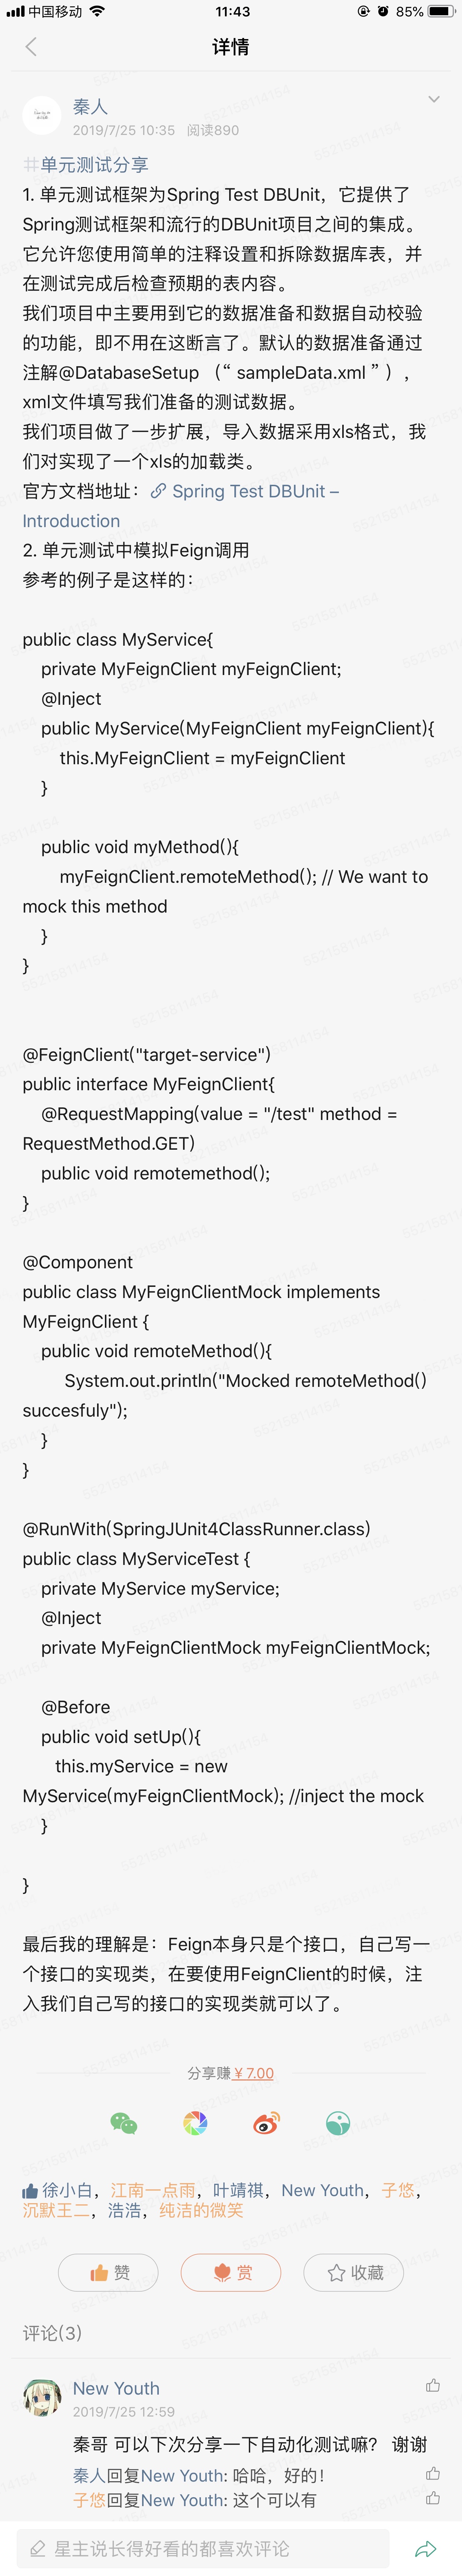 中国移动 11:43 85%
详情
秦人
2019/7/25 10:35 阅读890
#单元测试分享
1. 单元测试框架为Spring Test DBUnit，它提供了
Spring测试框架和流行的DBUnit项目之间的集成。
它允许您使用简单的注释设置和拆除数据库表，并
在测试完成后检查预期的表内容。
我们项目中主要用到它的数据准备和数据自动校验
的功能，即不用在这断言了。默认的数据准备通过
注解@DatabaseSetup （“ sampleData.xml ”），
xml文件填写我们准备的测试数据。
我们项目做了一步扩展，导入数据采用xls格式，我
们对实现了一个xls的加载类。
官方文档地址： Spring Test DBUnit –
Introduction
2. 单元测试中模拟Feign调用
参考的例子是这样的：
public class MyService{
private MyFeignClient myFeignClient;
@Inject
public MyService(MyFeignClient myFeignClient){
this.MyFeignClient = myFeignClient
}
public void myMethod(){
myFeignClient.remoteMethod(); // We want to
mock this method
}
}
@FeignClient("target-service")
public interface MyFeignClient{
@RequestMapping(value = "/test" method =
RequestMethod.GET)
public void remotemethod();
}
@Component
public class MyFeignClientMock implements
MyFeignClient {
public void remoteMethod(){
System.out.println("Mocked remoteMethod()
succesfuly");
}
}
@RunWith(SpringJUnit4ClassRunner.class)
public class MyServiceTest {
private MyService myService;
@Inject
private MyFeignClientMock myFeignClientMock;
@Before
public void setUp(){
this.myService = new
MyService(myFeignClientMock); //inject the mock
}
}
最后我的理解是：Feign本身只是个接口，自己写一
个接口的实现类，在要使用FeignClient的时候，注
入我们自己写的接口的实现类就可以了。
分享赚￥7.00
徐小白，江南一点雨，叶靖祺，New Youth，子悠，
沉默王二，浩浩，纯洁的微笑
赞 赏 收藏
评论(3)
New Youth
2019/7/25 12:59
秦哥 可以下次分享一下自动化测试嘛？ 谢谢
秦人回复New Youth: 哈哈，好的！
子悠回复New Youth: 这个可以有
星主说长得好看的都喜欢评论